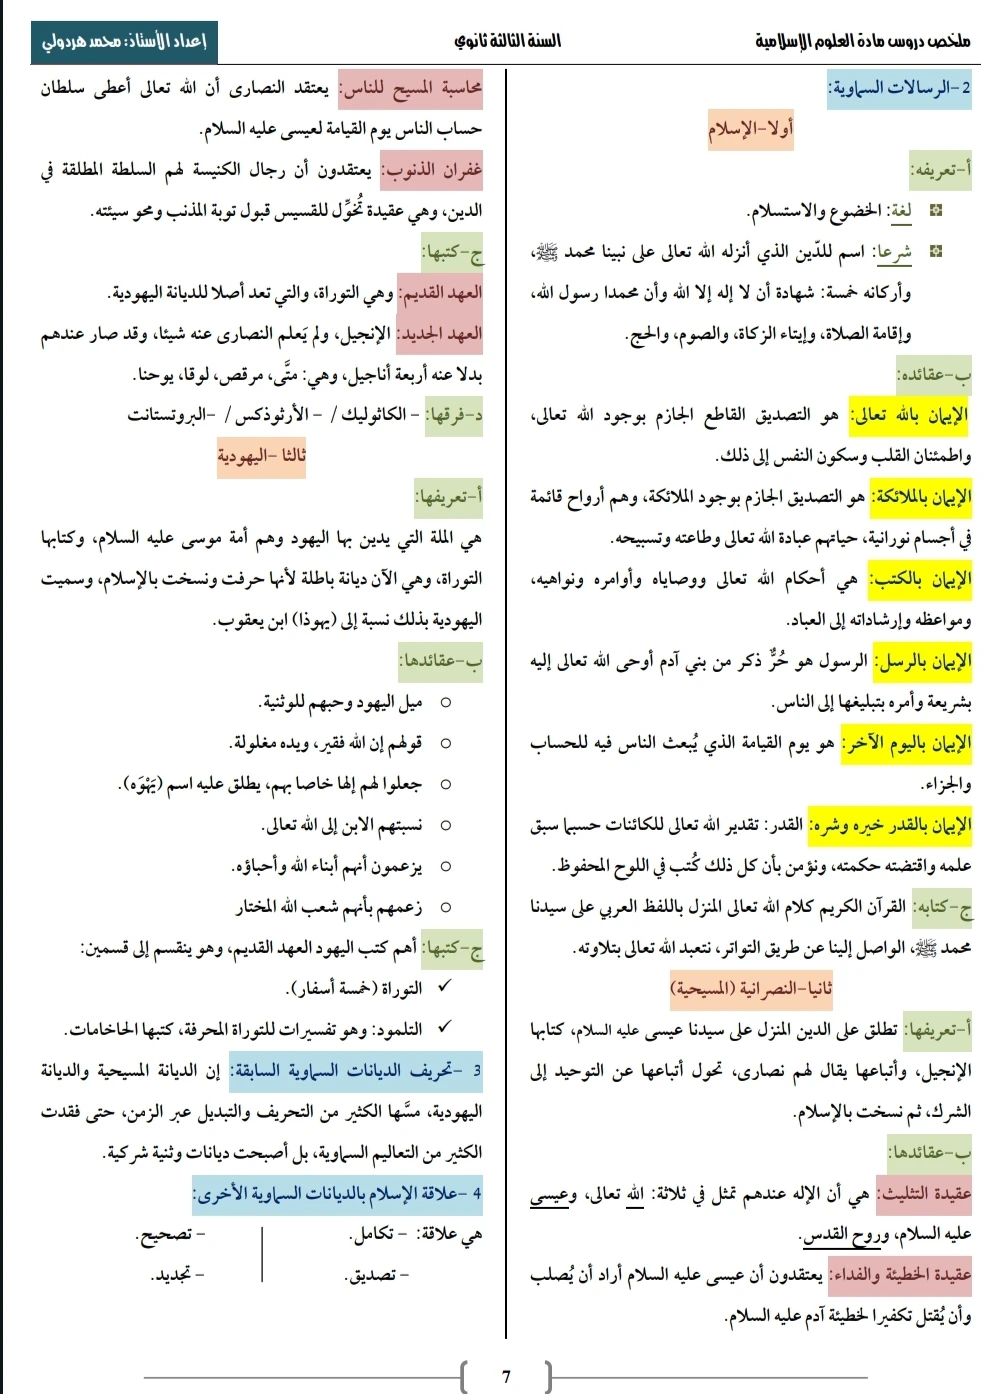 ملخص دروس مادة العلوم الإسلامية
السنة الثالثة ثانوي
إعداد الأستاذ: محمد هردولي
2-الرسالات السماوية:
أولا-الإسلام
أ-تعريفه:
لغة: الخضوع والاستسلام.
شرعا: اسم للدّين الذي أنزله الله تعالى على نبينا محمد ﷺ،
وأركانه خمسة: شهادة أن لا إله إلا الله وأن محمدا رسول الله،
وإقامة الصلاة، وإيتاء الزكاة، والصوم، والحج.
ب-عقائده:
الإيمان بالله تعالى: هو التصديق القاطع الجازم بوجود الله تعالى،
واطمئنان القلب وسكون النفس إلى ذلك.
الإيمان بالملائكة: هو التصديق الجازم بوجود الملائكة، وهم أرواح قائمة
في أجسام نورانية، حياتهم عبادة الله تعالى وطاعته وتسبيحه.
الإيمان بالكتب: هي أحكام الله تعالى ووصاياه وأوامره ونواهيه،
ومواعظه وإرشاداته إلى العباد.
الإيمان بالرسل: الرسول هو حُرٌّ ذكر من بني آدم أوحى الله تعالى إليه
بشريعة وأمره بتبليغها إلى الناس.
الإيمان باليوم الآخر: هو يوم القيامة الذي يُبعث الناس فيه للحساب
والجزاء.
الإيمان بالقدر خيره وشره: القدر: تقدير الله تعالى للكائنات حسبما سبق
علمه واقتضته حكمته، ونؤمن بأن كل ذلك كُتب في اللوح المحفوظ.
ج-كتابه: القرآن الكريم كلام الله تعالى المنزل باللفظ العربي على سيدنا
محمد ﷺ، الواصل إلينا عن طريق التواتر، نتعبد الله تعالى بتلاوته.
ثانيا-النصرانية (المسيحية)
أ-تعريفها: تطلق على الدين المنزل على سيدنا عيسى عليه السلام، كتابها
الإنجيل، وأتباعها يقال لهم نصارى، تحول أتباعها عن التوحيد إلى
الشرك، ثم نسخت بالإسلام.
ب-عقائدها:
عقيدة التثليث: هي أن الإله عندهم تمثل في ثلاثة: الله تعالى، وعيسى
عليه السلام، وروح القدس.
عقيدة الخطيئة والفداء: يعتقدون أن عيسى عليه السلام أراد أن يُصلب
وأن يُقتل تكفيرا لخطيئة آدم عليه السلام.
محاسبة المسيح للناس: يعتقد النصارى أن الله تعالى أعطى سلطان
حساب الناس يوم القيامة لعيسى عليه السلام.
غفران الذنوب: يعتقدون أن رجال الكنيسة لهم السلطة المطلقة في
الدين، وهي عقيدة تُخوِّل للقسيس قبول توبة المذنب ومحو سيئته.
ج-كتبها:
العهد القديم: وهي التوراة، والتي تعد أصلا للديانة اليهودية.
العهد الجديد: الإنجيل، ولم يَعلم النصارى عنه شيئا، وقد صار عندهم
بدلا عنه أربعة أناجيل، وهي: متَّى، مرقص، لوقا، يوحنا.
د-فرقها: - الكاثوليك / - الأرثوذكس / -البروتستانت
ثالثا -اليهودية
أ-تعريفها:
هي الملة التي يدين بها اليهود وهم أمة موسى عليه السلام، وكتابها
التوراة، وهي الآن ديانة باطلة لأنها حرفت ونسخت بالإسلام، وسميت
اليهودية بذلك نسبة إلى (يهوذا) ابن يعقوب.
ب-عقائدها:
ميل اليهود وحبهم للوثنية.
قولهم إن الله فقير، ويده مغلولة.
جعلوا لهم إلها خاصا بهم، يطلق عليه اسم (يَهْوَه).
نسبتهم الابن إلى الله تعالى.
يزعمون أنهم أبناء الله وأحباؤه.
زعمهم بأنهم شعب الله المختار
ج-كتبها: أهم كتب اليهود العهد القديم، وهو ينقسم إلى قسمين:
✓ التوراة (خمسة أسفار).
✓ التلمود: وهو تفسيرات للتوراة المحرفة، كتبها الحاخامات.
3 -تحريف الديانات السماوية السابقة: إن الديانة المسيحية والديانة
اليهودية، مسَّها الكثير من التحريف والتبديل عبر الزمن، حتى فقدت
الكثير من التعاليم السماوية، بل أصبحت ديانات وثنية شركية.
4 -علاقة الإسلام بالديانات السماوية الأخرى:
هي علاقة: - تكامل. - تصحيح.
- تصديق. - تجديد.
7